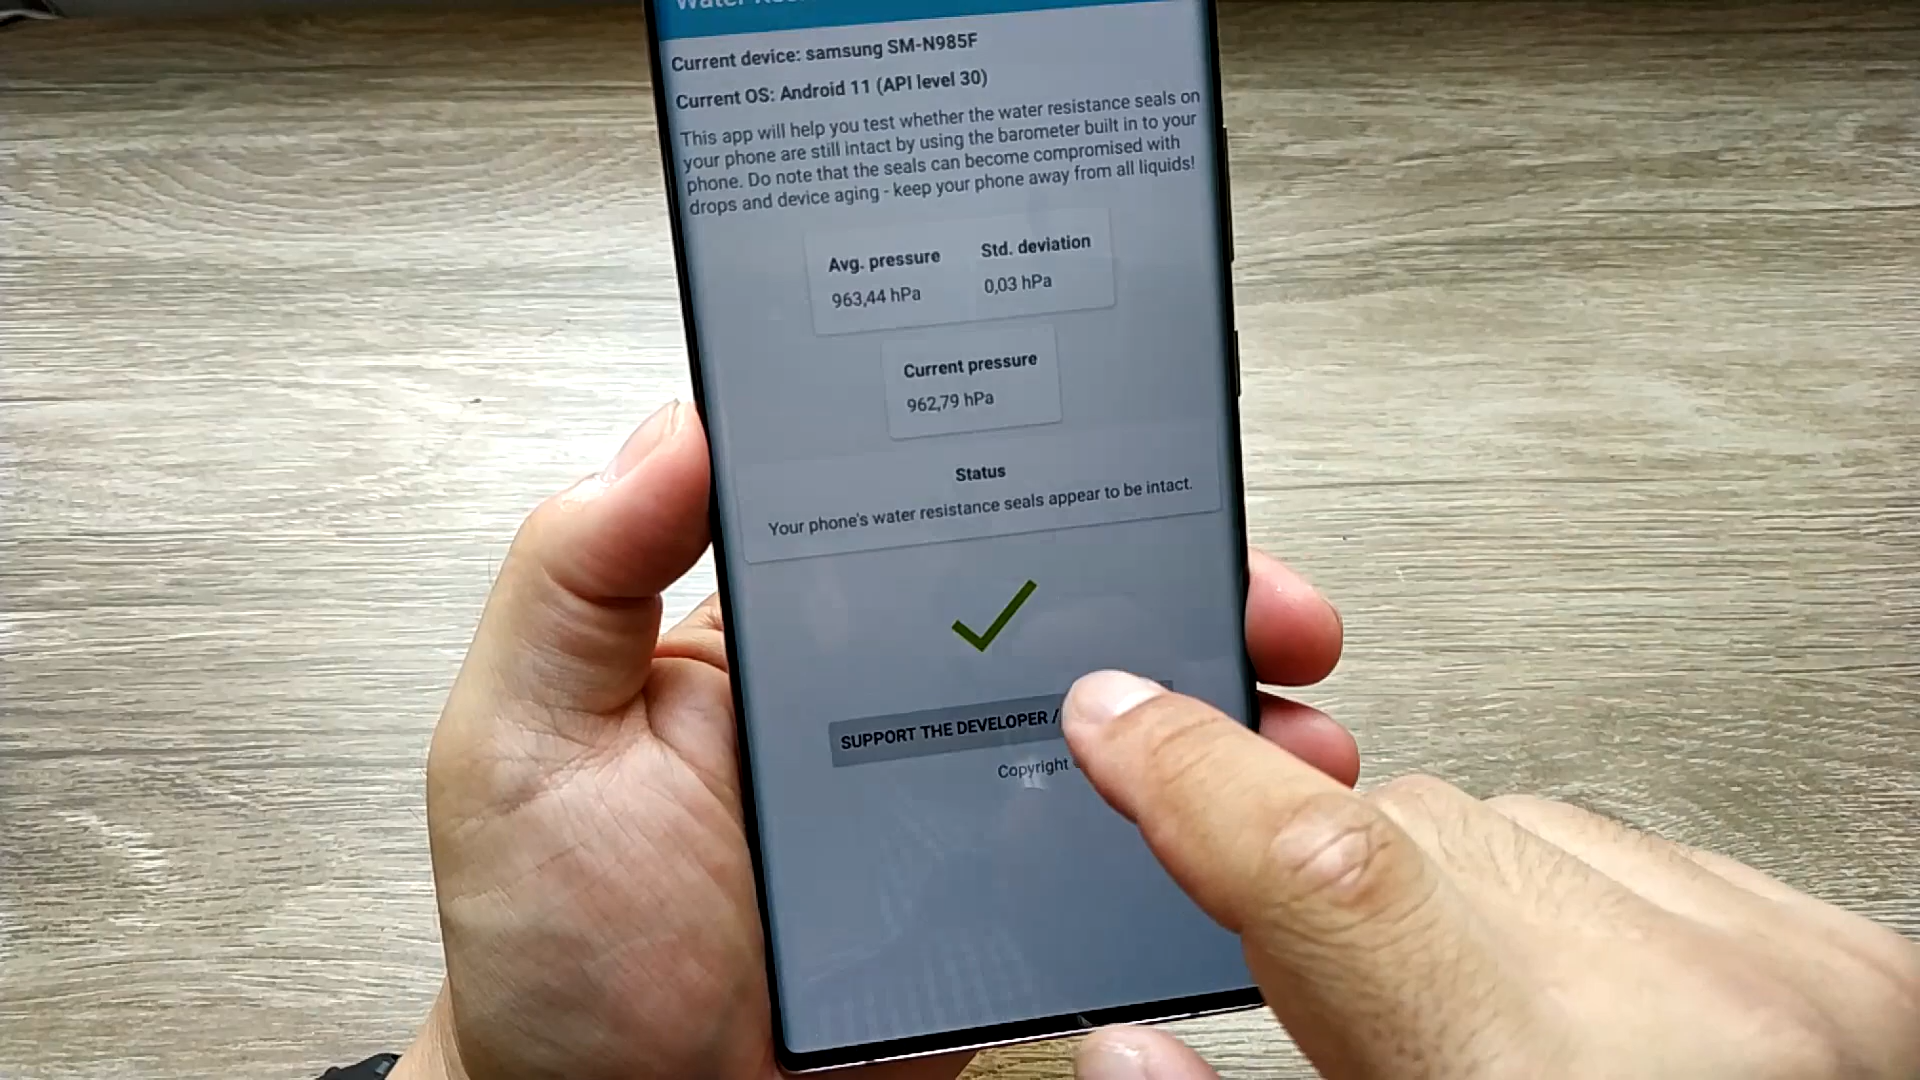 Water
Current device: samsung SM-N985F
Current OS: Android 11 (API level 30)
This app will help you test whether the water resistance seals on
your phone are still intact by using the barometer built in to your
phone. Do note that the seals can become compromised with
drops and device aging - keep your phone away from all liquids!
Avg. pressure Std. deviation
963,44 hPa 0,03 hPa
Current pressure
962,79 hPa
Status
Your phone's water resistance seals appear to be intact.
SUPPORT THE DEVELOPER /
Copyright